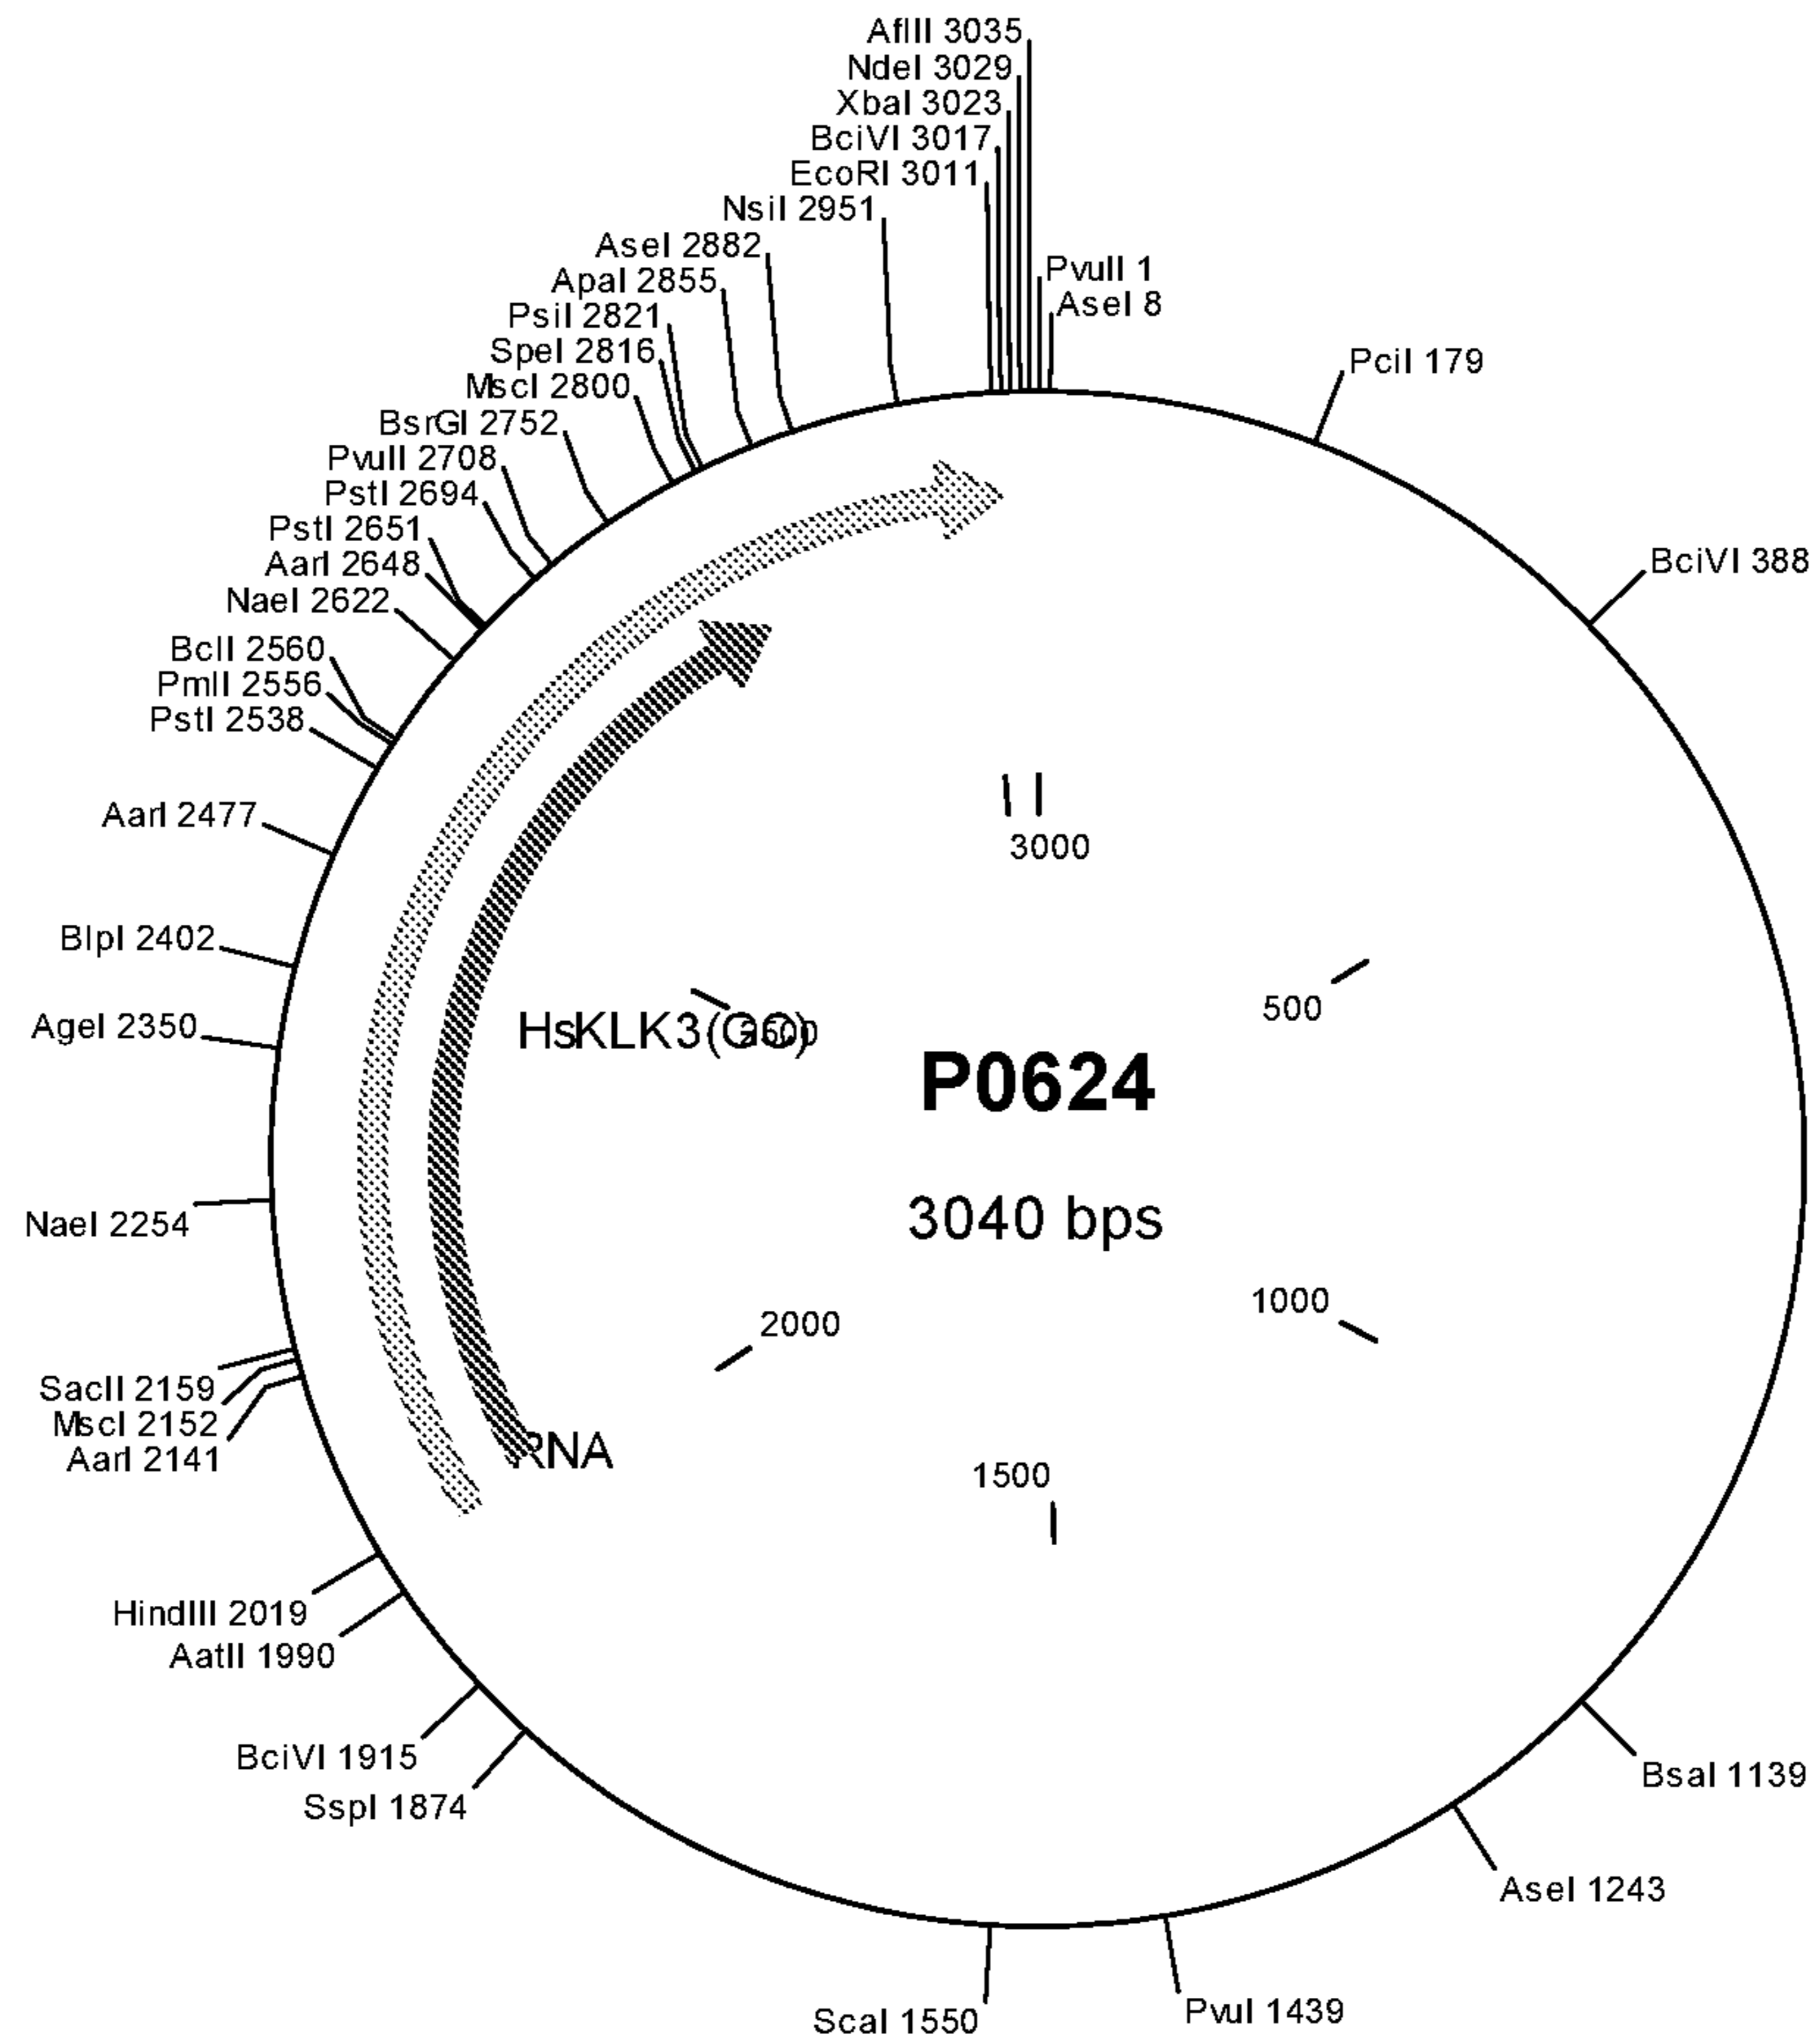 AflII 3035
NdeI 3029
XbaI 3023
BciVI 3017
EcoRI 3011
NsiI 2951
AseI 2882
ApaI 2855
PsiI 2821
SpeI 2816
MscI 2800
BsrGI 2752
PvuII 2708
PstI 2694
PstI 2651
AarI 2648
NaeI 2622
BclI 2560
PmlI 2556
PstI 2538
AarI 2477
BlpI 2402
AgeI 2350
NaeI 2254
SacII 2159
MscI 2152
AarI 2141
HindIII 2019
AatII 1990
BciVI 1915
SspI 1874
ScaI 1550
PvuI 1439
AseI 1243
BsaI 1139
BciVI 388
PciI 179
AseI 8
PvuII 1
3000
500
1000
1500
2000
2500
HsKLK3(GC)
P0624
3040 bps
RNA